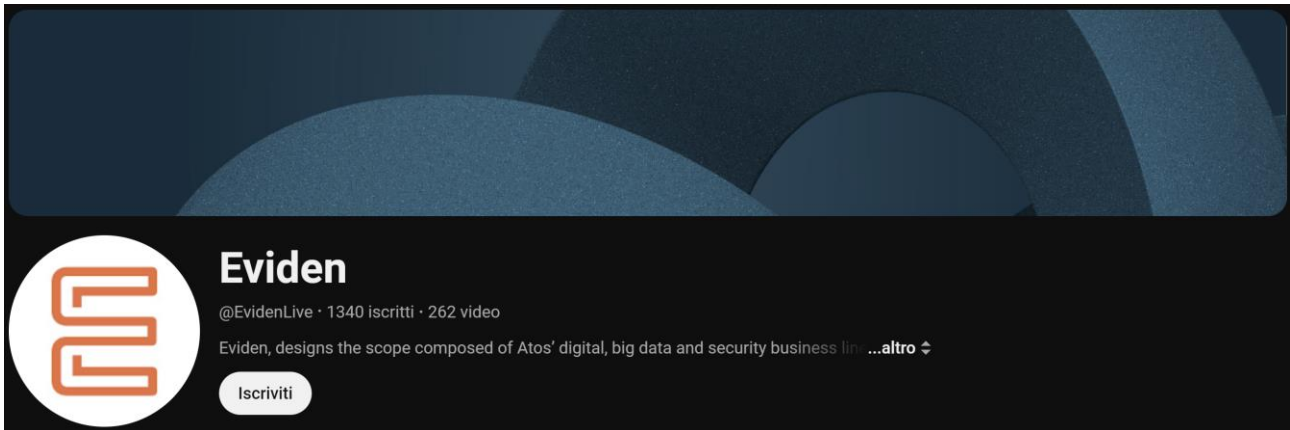 Eviden
@EvidenLive · 1340 iscritti · 262 video
Eviden, designs the scope composed of Atos’ digital, big data and security business ...altro
Iscriviti